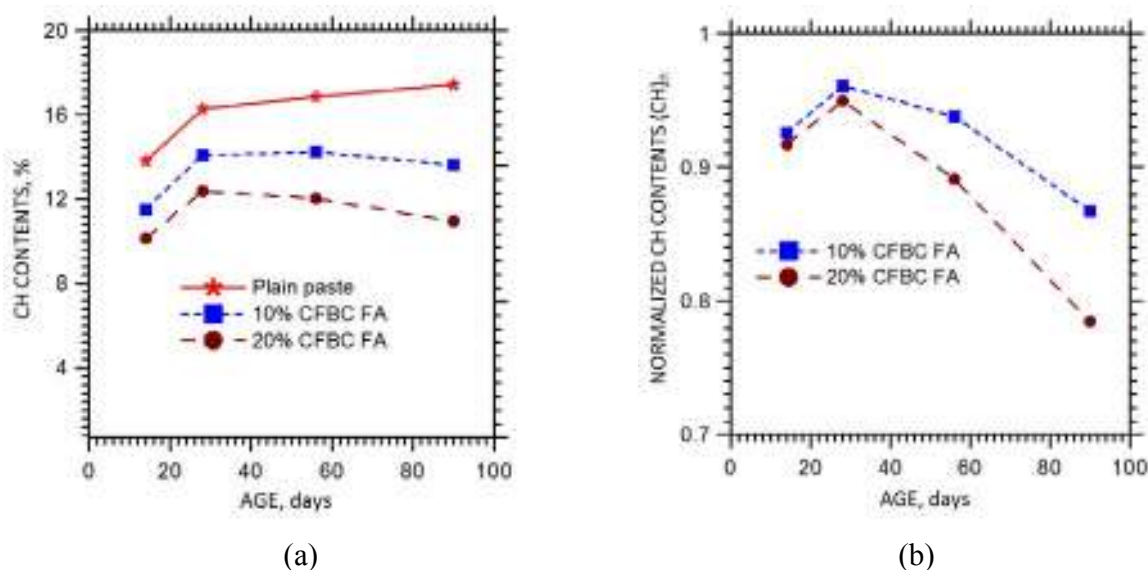 20
16
12
8
4
0 20 40 60 80 100
CH CONTENTS, %
AGE, days
Plain paste
10% CFBC FA
20% CFBC FA
(a)
1
0.9
0.8
0.7
0 20 40 60 80 100
NORMALIZED CH CONTENTS (CH)
AGE, days
10% CFBC FA
20% CFBC FA
(b)